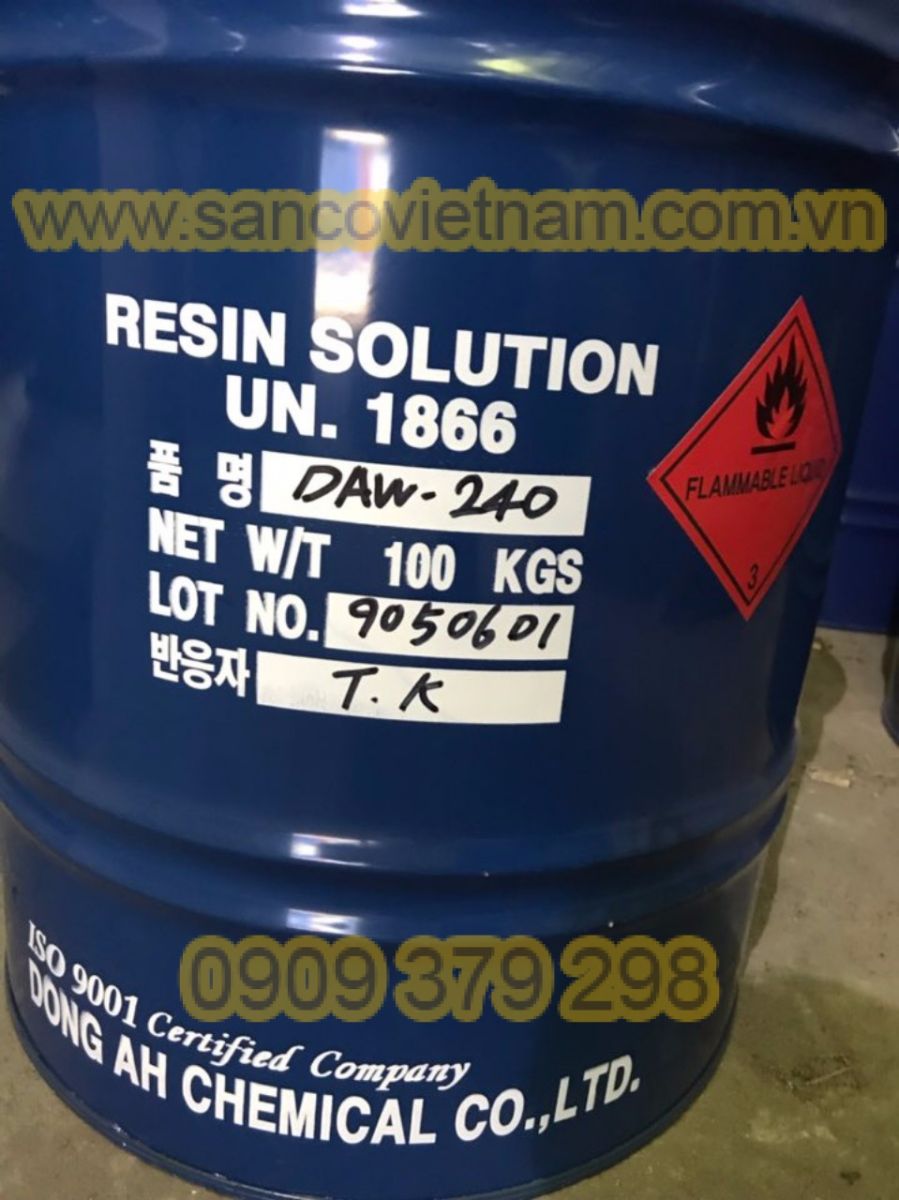 www.sancovietnam.com.vn
RESIN SOLUTION
UN. 1866
품 명 DAW-240
FLAMMABLE LIQUID
3
NET W/T 100 KGS
LOT NO. 9050601
반응자 T.K
0909 379 298
ISO 9001 Certified Company
DONG AH CHEMICAL CO.,LTD.